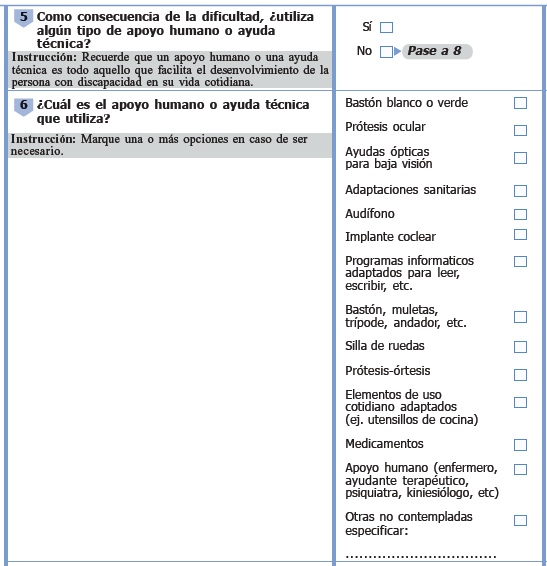 5 Como consecuencia de la dificultad, ¿utiliza
algún tipo de apoyo humano o ayuda
técnica?
Instrucción: Recuerde que un apoyo humano o una ayuda
técnica es todo aquello que facilita el desenvolvimiento de la
persona con discapacidad en su vida cotidiana.
Sí
No Pase a 8
6 ¿Cuál es el apoyo humano o ayuda técnica
que utiliza?
Instrucción: Marque una o más opciones en caso de ser
necesario.
Bastón blanco o verde
Prótesis ocular
Ayudas ópticas
para baja visión
Adaptaciones sanitarias
Audífono
Implante coclear
Programas informaticos
adaptados para leer,
escribir, etc.
Bastón, muletas,
trípode, andador, etc.
Silla de ruedas
Prótesis-órtesis
Elementos de uso
cotidiano adaptados
(ej. utensillos de cocina)
Medicamentos
Apoyo humano (enfermero,
ayudante terapéutico,
psiquiatra, kiniesiólogo, etc)
Otras no contempladas
especificar:
.................................